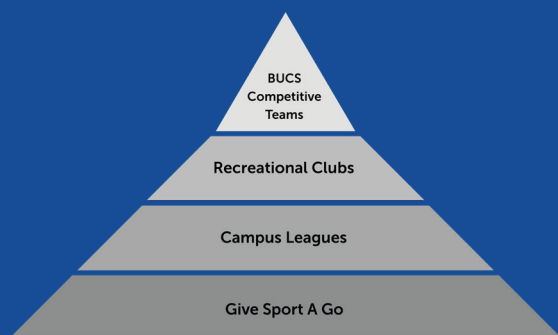 BUCS
Competitive
Teams
Recreational Clubs
Campus Leagues
Give Sport A Go